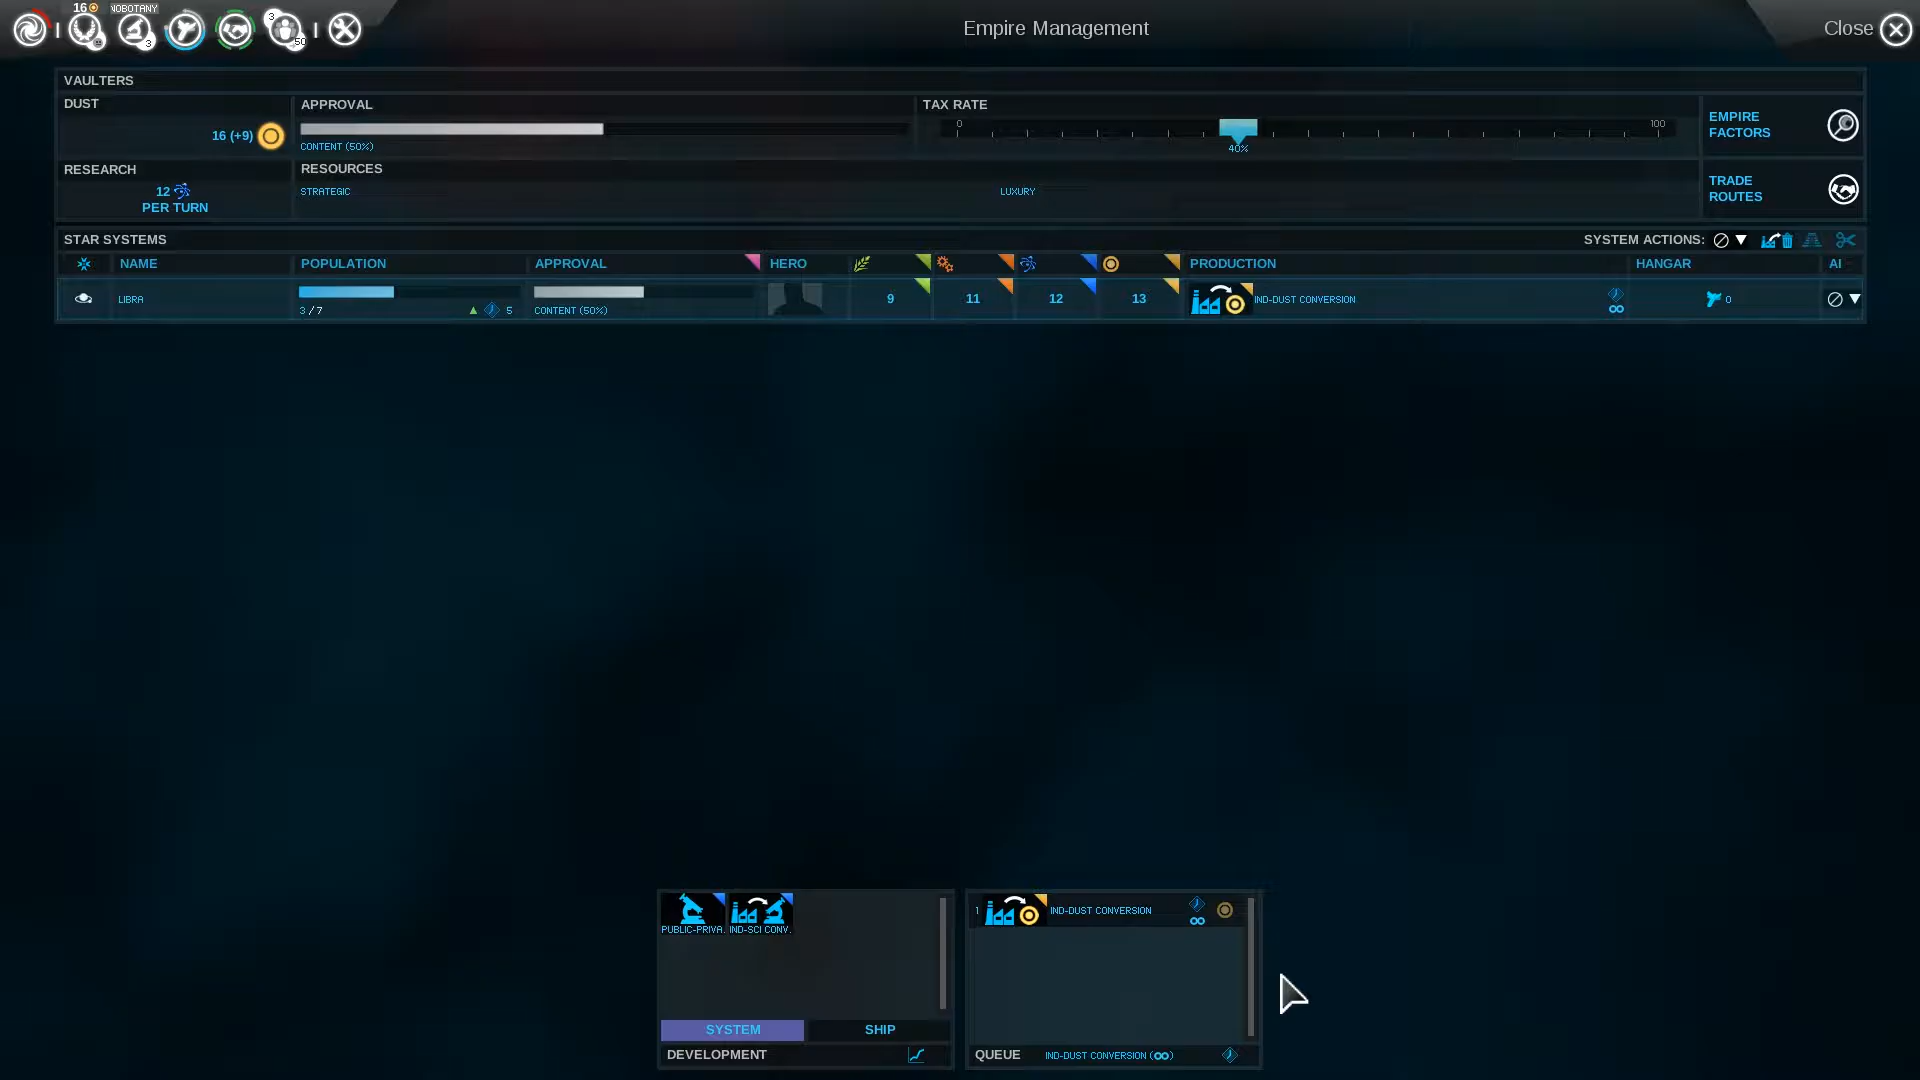 16
NOBOTANY
3
3
50
Empire Management
Close
VAULTERS
DUST
16 (+9)
APPROVAL
CONTENT (50%)
TAX RATE
0
100
40%
EMPIRE
FACTORS
RESEARCH
12
PER TURN
RESOURCES
STRATEGIC
LUXURY
TRADE
ROUTES
STAR SYSTEMS
SYSTEM ACTIONS:
NAME
POPULATION
APPROVAL
HERO
PRODUCTION
HANGAR
AI
LIBRA
3 / 7
5
CONTENT (50%)
9
11
12
13
IND-DUST CONVERSION
∞
0
PUBLIC-PRIVA.
IND-SCI CONV.
SYSTEM
SHIP
DEVELOPMENT
1
IND-DUST CONVERSION
∞
QUEUE
IND-DUST CONVERSION (∞)